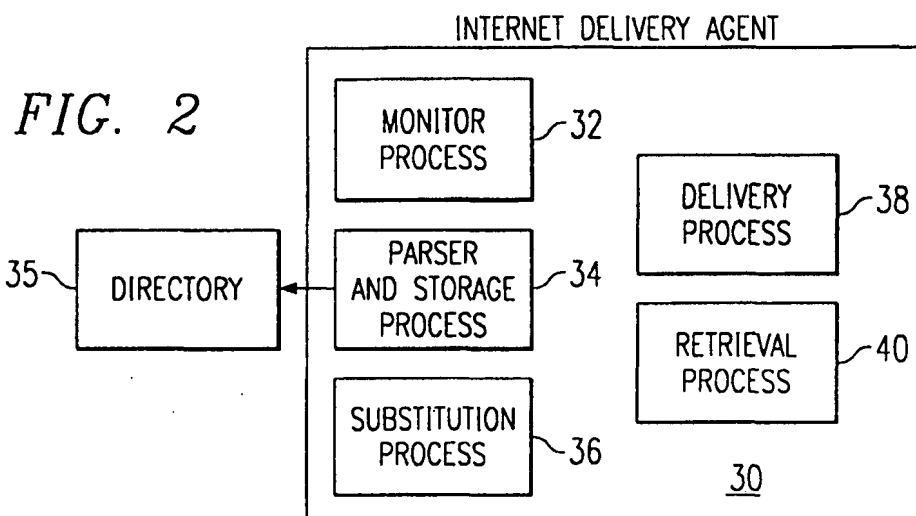 INTERNET DELIVERY AGENT
FIG. 2
MONITOR
PROCESS
32
DELIVERY
PROCESS
38
35
DIRECTORY
PARSER
AND STORAGE
PROCESS
34
RETRIEVAL
PROCESS
40
SUBSTITUTION
PROCESS
36
30